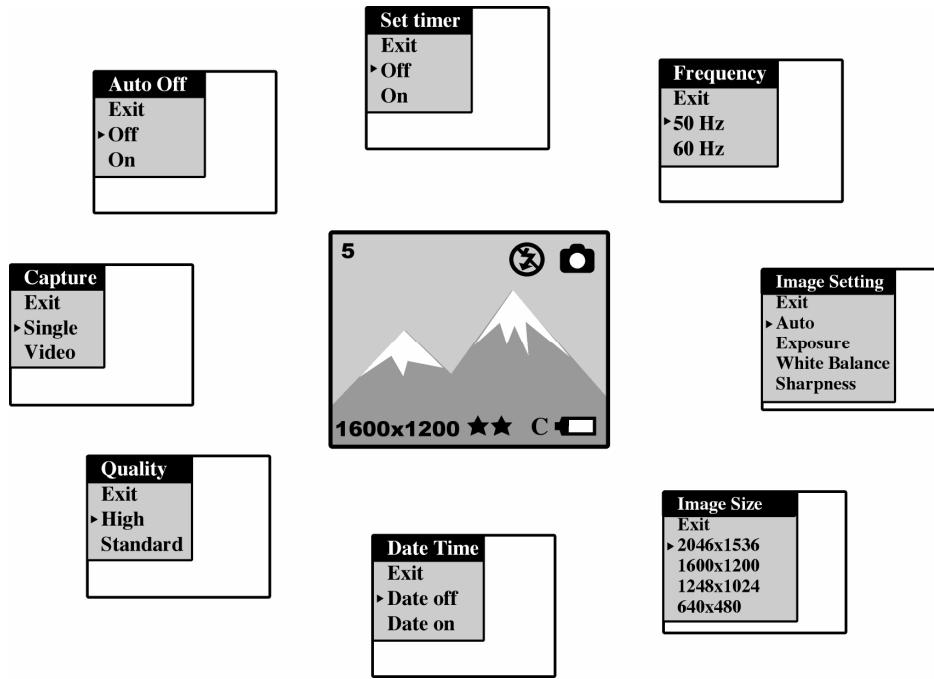 Set timer
Exit
Off
On
Auto Off
Exit
Off
On
Frequency
Exit
50 Hz
60 Hz
Capture
Exit
Single
Video
5
1600x1200 C
Image Setting
Exit
Auto
Exposure
White Balance
Sharpness
Quality
Exit
High
Standard
Date Time
Exit
Date off
Date on
Image Size
Exit
2046x1536
1600x1200
1248x1024
640x480